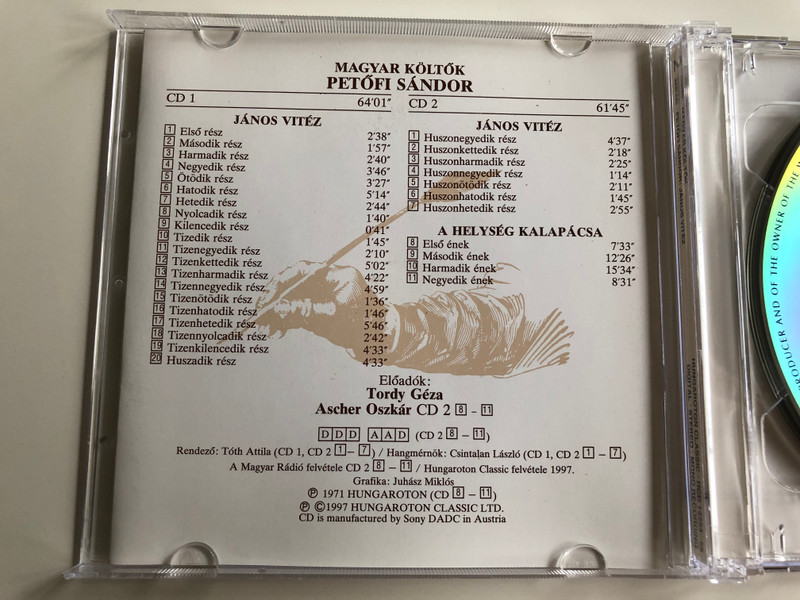 MAGYAR KÖLTŐK
PETŐFI SÁNDOR
CD 1 64'01"
JÁNOS VITÉZ
1 Első rész 2'38"
2 Második rész 1'57"
3 Harmadik rész 2'40"
4 Negyedik rész 3'46"
5 Ötödik rész 3'27"
6 Hatodik rész 5'14"
7 Hetedik rész 2'44"
8 Nyolcadik rész 1'40"
9 Kilencedik rész 0'41"
10 Tizedik rész 1'45"
11 Tizenegyedik rész 2'10"
12 Tizenkettedik rész 5'02"
13 Tizenharmadik rész 4'22"
14 Tizennegyedik rész 4'59"
15 Tizenötödik rész 1'36"
16 Tizenhatodik rész 1'46"
17 Tizenhetedik rész 5'46"
18 Tizennyolcadik rész 2'42"
19 Tizenkilencedik rész 4'33"
20 Huszadik rész 4'33"
CD 2 61'45"
JÁNOS VITÉZ
1 Huszonegyedik rész 4'37"
2 Huszonkettedik rész 2'18"
3 Huszonharmadik rész 2'25"
4 Huszonnegyedik rész 1'14"
5 Huszonötödik rész 2'11"
6 Huszonhatodik rész 1'45"
7 Huszonhetedik rész 2'55"
A HELYSÉG KALAPÁCSA
8 Első ének 7'33"
9 Második ének 12'26"
10 Harmadik ének 15'34"
11 Negyedik ének 8'31"
Előadók:
Tordy Géza
Ascher Oszkár CD 2 8 – 11
DDD AAD (CD 2 8 – 11)
Rendező: Tóth Attila (CD 1, CD 2 1 – 7) / Hangmérnök: Csintalan László (CD 1, CD 2 1 – 7)
A Magyar Rádió felvétele CD 2 8 – 11 / Hungaroton Classic felvétele 1997.
Grafika: Juhász Miklós
℗ 1971 HUNGAROTON (CD 8 – 11)
℗ ©1997 HUNGAROTON CLASSIC LTD.
CD is manufactured by Sony DADC in Austria
PRODUCER AND OF THE OWNER OF THE